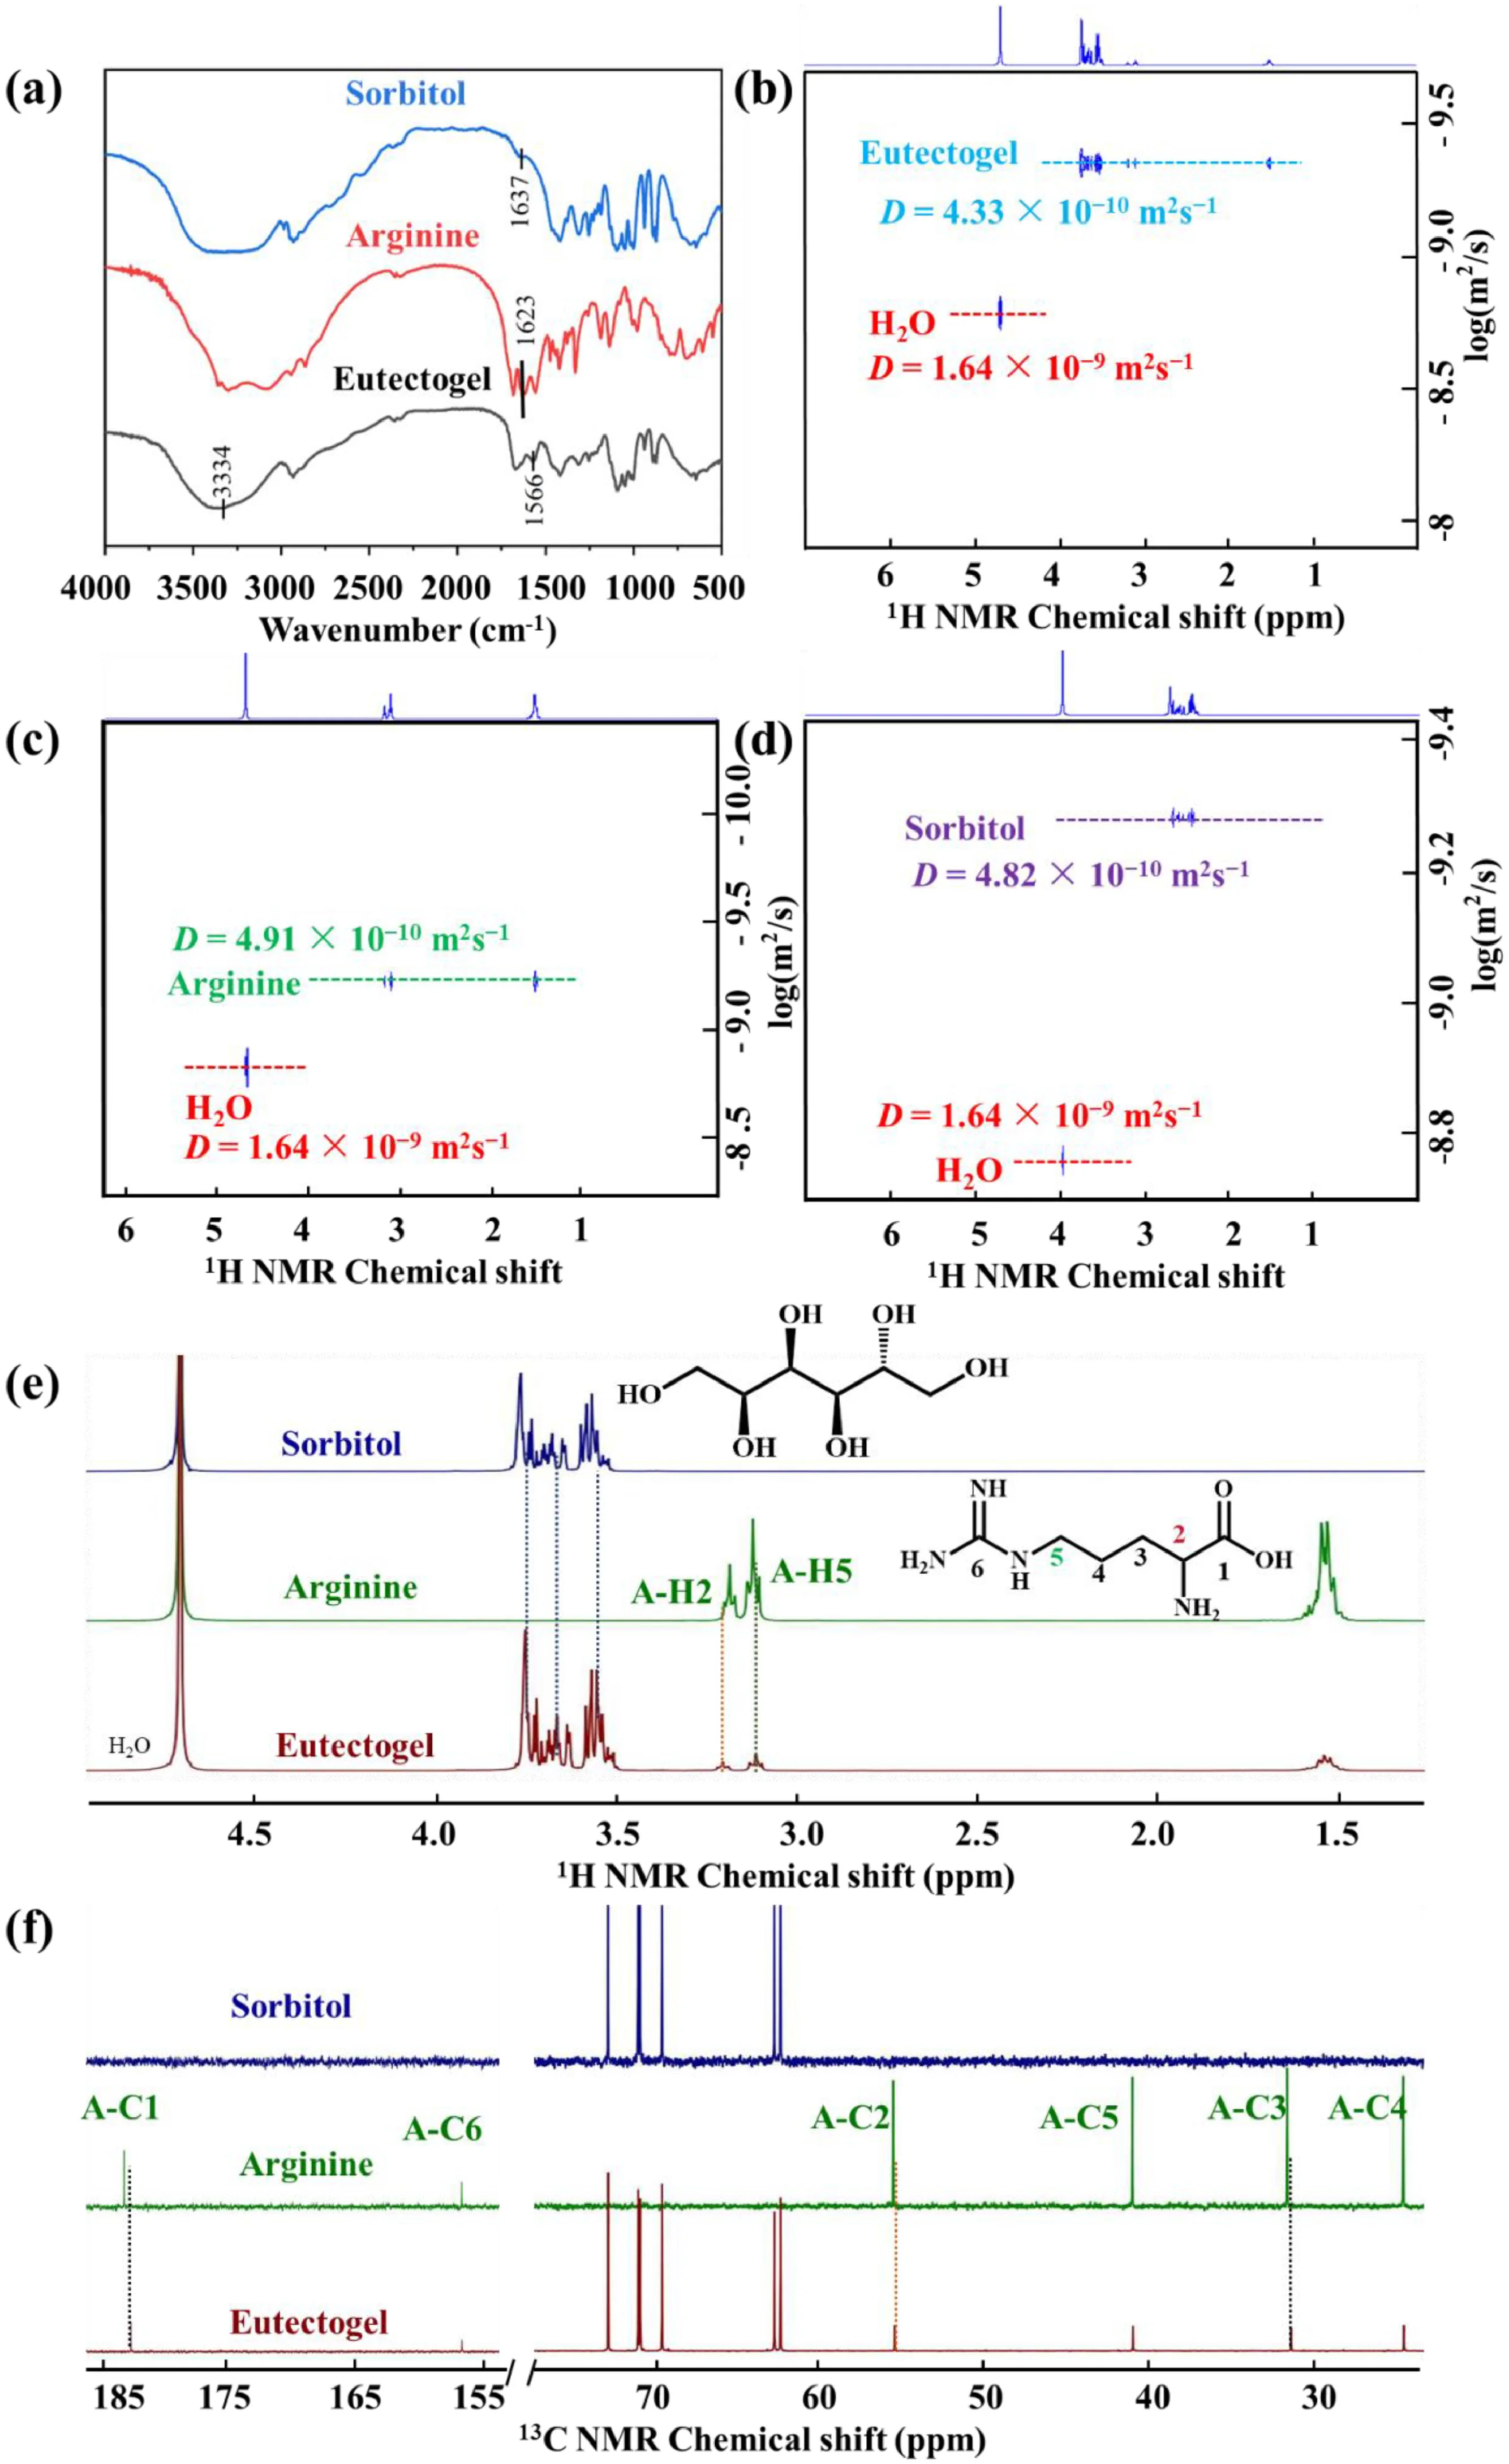 (a)
Sorbitol
1637
Arginine
1623
Eutectogel
3334
1566
4000 3500 3000 2500 2000 1500 1000 500
Wavenumber (cm-1)
(b)
Eutectogel
D = 4.33 × 10−10 m2s−1
H2O
D = 1.64 × 10−9 m2s−1
- 9.5
- 9.0
- 8.5
-8
log(m2/s)
6 5 4 3 2 1
1H NMR Chemical shift (ppm)
(c)
D = 4.91 × 10−10 m2s−1
Arginine
H2O
D = 1.64 × 10−9 m2s−1
- 10.0
- 9.5
- 9.0
-8.5
log(m2/s)
6 5 4 3 2 1
1H NMR Chemical shift
(d)
Sorbitol
D = 4.82 × 10−10 m2s−1
D = 1.64 × 10−9 m2s−1
H2O
-9.4
-9.2
-9.0
-8.8
log(m2/s)
6 5 4 3 2 1
1H NMR Chemical shift
(e)
OH OH
HO OH
OH OH
Sorbitol
NH O
H2N 6 N H 5 4 3 2 1 OH
NH2
Arginine
A-H2
A-H5
H2O
Eutectogel
4.5 4.0 3.5 3.0 2.5 2.0 1.5
1H NMR Chemical shift (ppm)
(f)
Sorbitol
A-C1
A-C6
Arginine
A-C2
A-C5
A-C3
A-C4
Eutectogel
185 175 165 155 70 60 50 40 30
13C NMR Chemical shift (ppm)